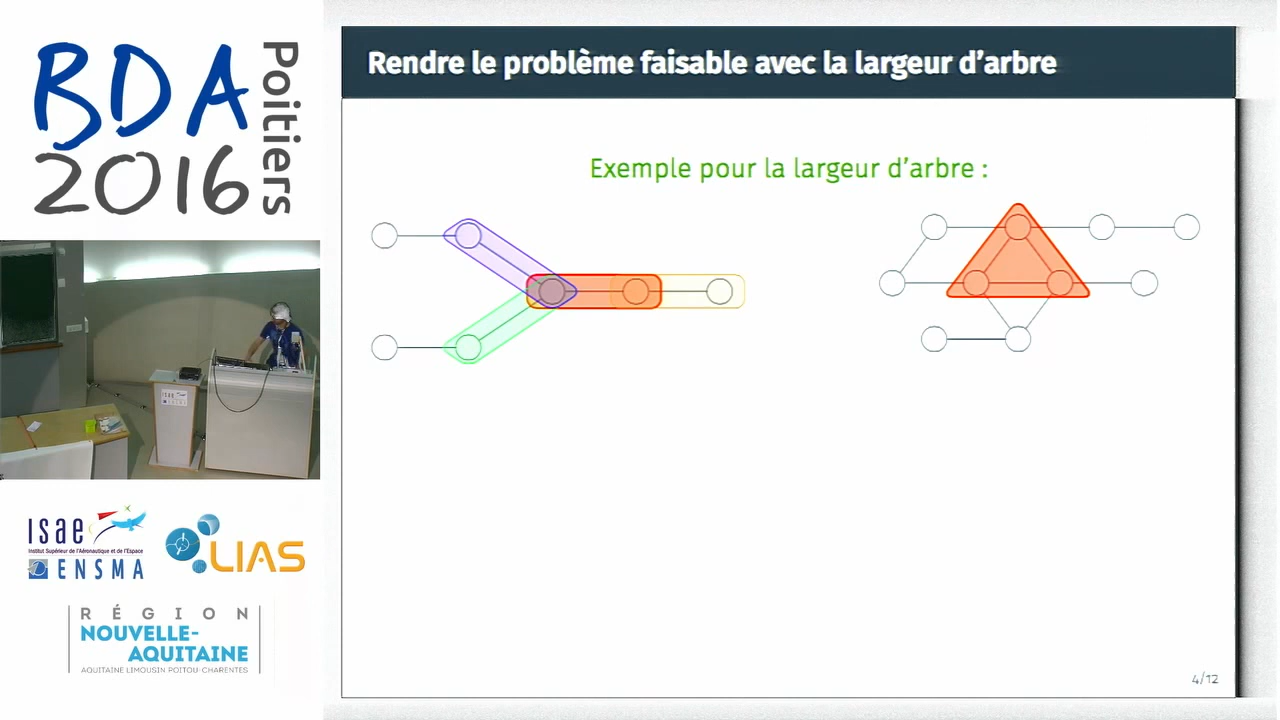 BDA
2016
Poitiers
Rendre le problème faisable avec la largeur d'arbre
Exemple pour la largeur d'arbre :
isae
Institut Supérieur de l'Aéronautique et de l'Espace
ENSMA
LIAS
RÉGION
NOUVELLE-
AQUITAINE
AQUITAINE LIMOUSIN POITOU-CHARENTES
4/12